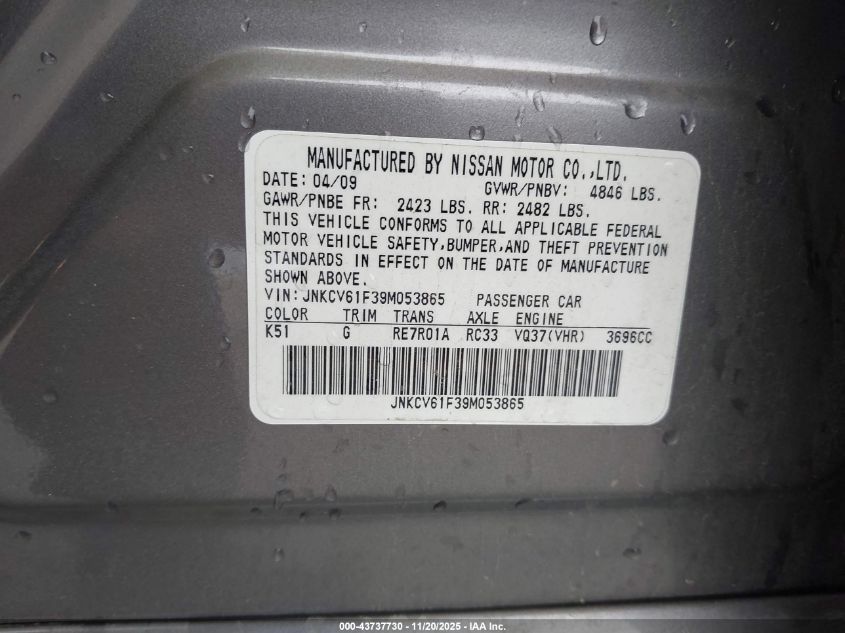 MANUFACTURED BY NISSAN MOTOR CO.,LTD.
DATE: 04/09 GVWR/PNBV: 4846 LBS.
GAWR/PNBE FR: 2423 LBS. RR: 2482 LBS.
THIS VEHICLE CONFORMS TO ALL APPLICABLE FEDERAL
MOTOR VEHICLE SAFETY,BUMPER,AND THEFT PREVENTION
STANDARDS IN EFFECT ON THE DATE OF MANUFACTURE
SHOWN ABOVE.
VIN: JNKCV61F39M053865 PASSENGER CAR
COLOR TRIM TRANS AXLE ENGINE
K51 G RE7R01A RC33 VQ37(VHR) 3696CC
JNKCV61F39M053865
000-43737730 - 11/20/2025 - IAA Inc.